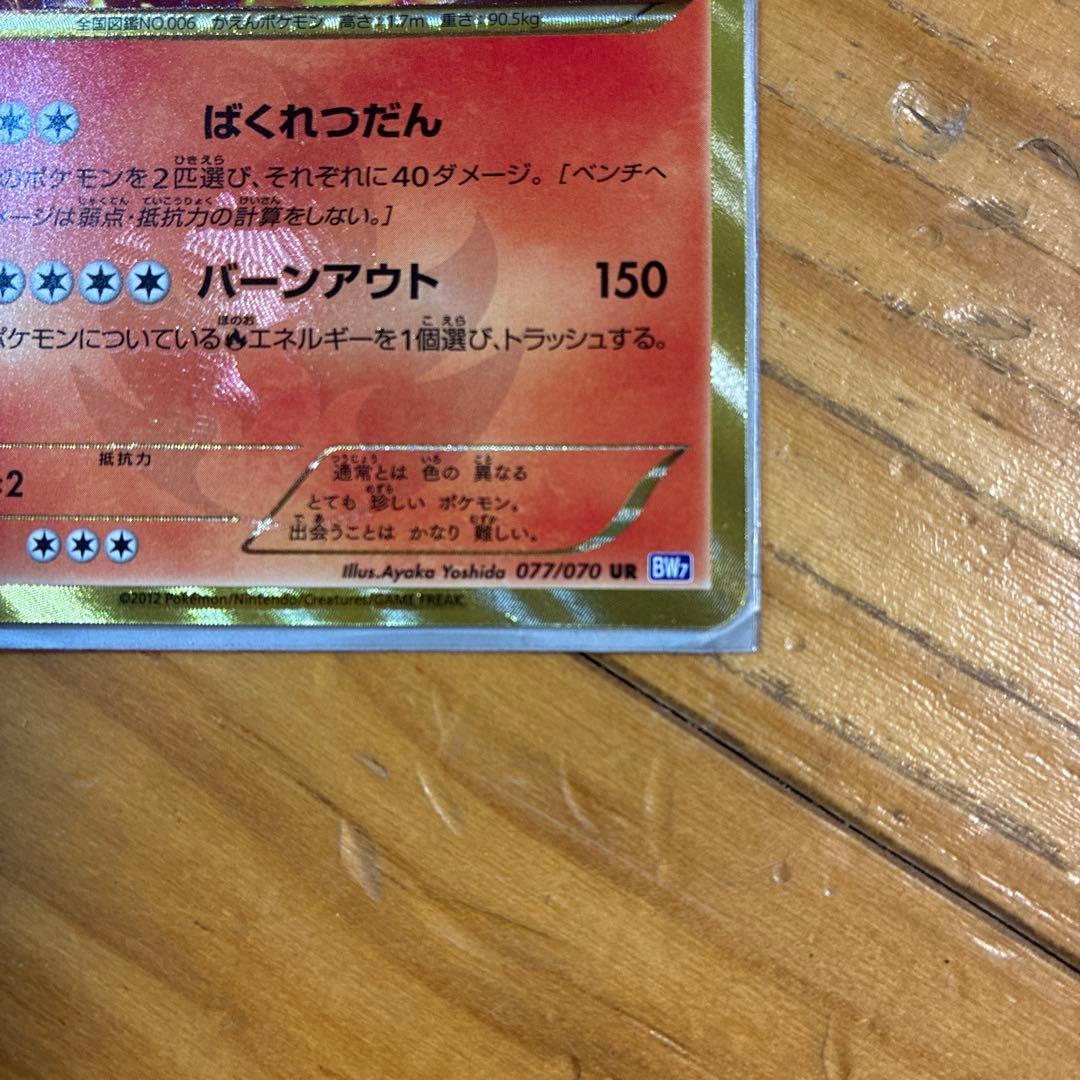 全国図鑑NO.006 かえんポケモン 高さ:1.7m 重さ:90.5kg
ばくれつだん
のポケモンを2匹選び、それぞれに40ダメージ。[ベンチへ
メージは弱点・抵抗力の計算をしない。]
バーンアウト 150
ポケモンについているエネルギーを1個選び、トラッシュする。
抵抗力
×2
通常とは 色の 異なる
とても 珍しい ポケモン。
出会うことは かなり 難しい。
Illus.Ayaka Yoshida 077/070 UR BW7
©2012 Pokémon/Nintendo/Creatures/GAME FREAK.